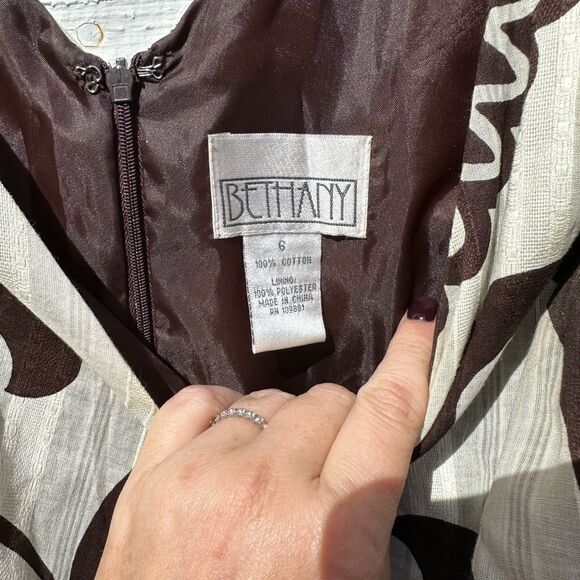 BETHANY
6
100% COTTON
LINING:
100% POLYESTER
MADE IN CHINA
RN 109881